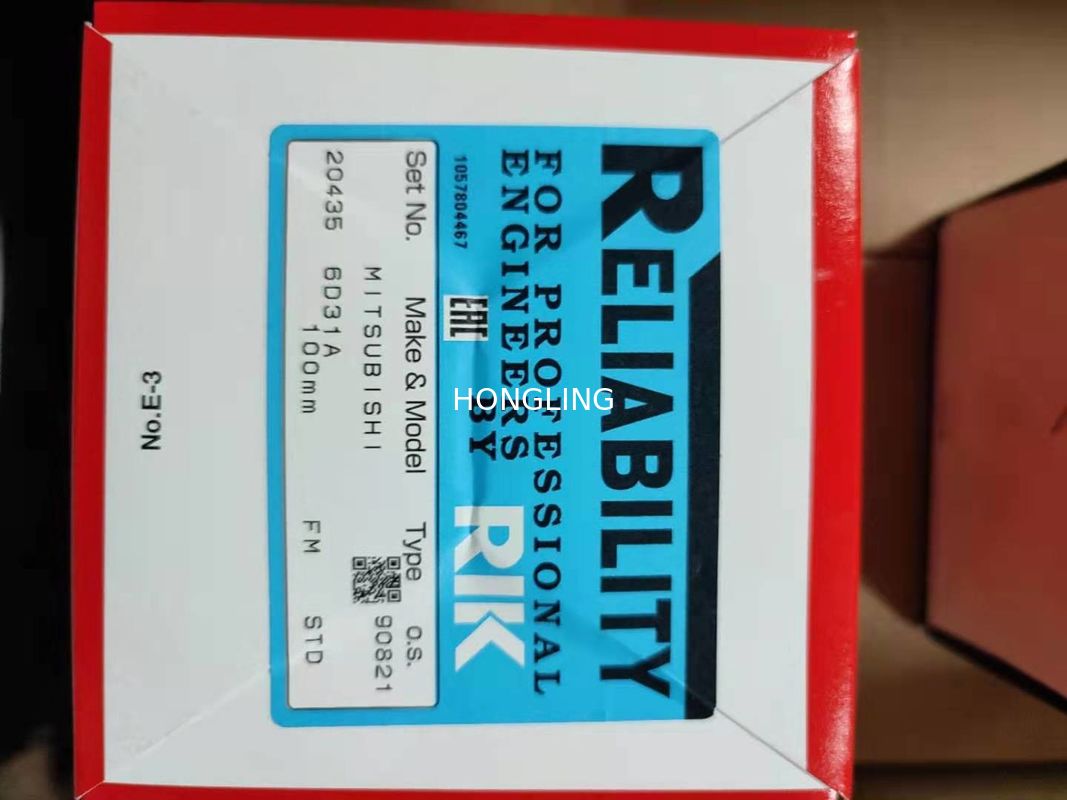 RELIABILITY
FOR PROFESSIONAL
ENGINEERS
BY RIK
1057804467 EAC
Set No. Make & Model Type O.S.
MITSUBISHI 90821
20435 6D31A
100mm FM STD
No.E-3
HONGLING